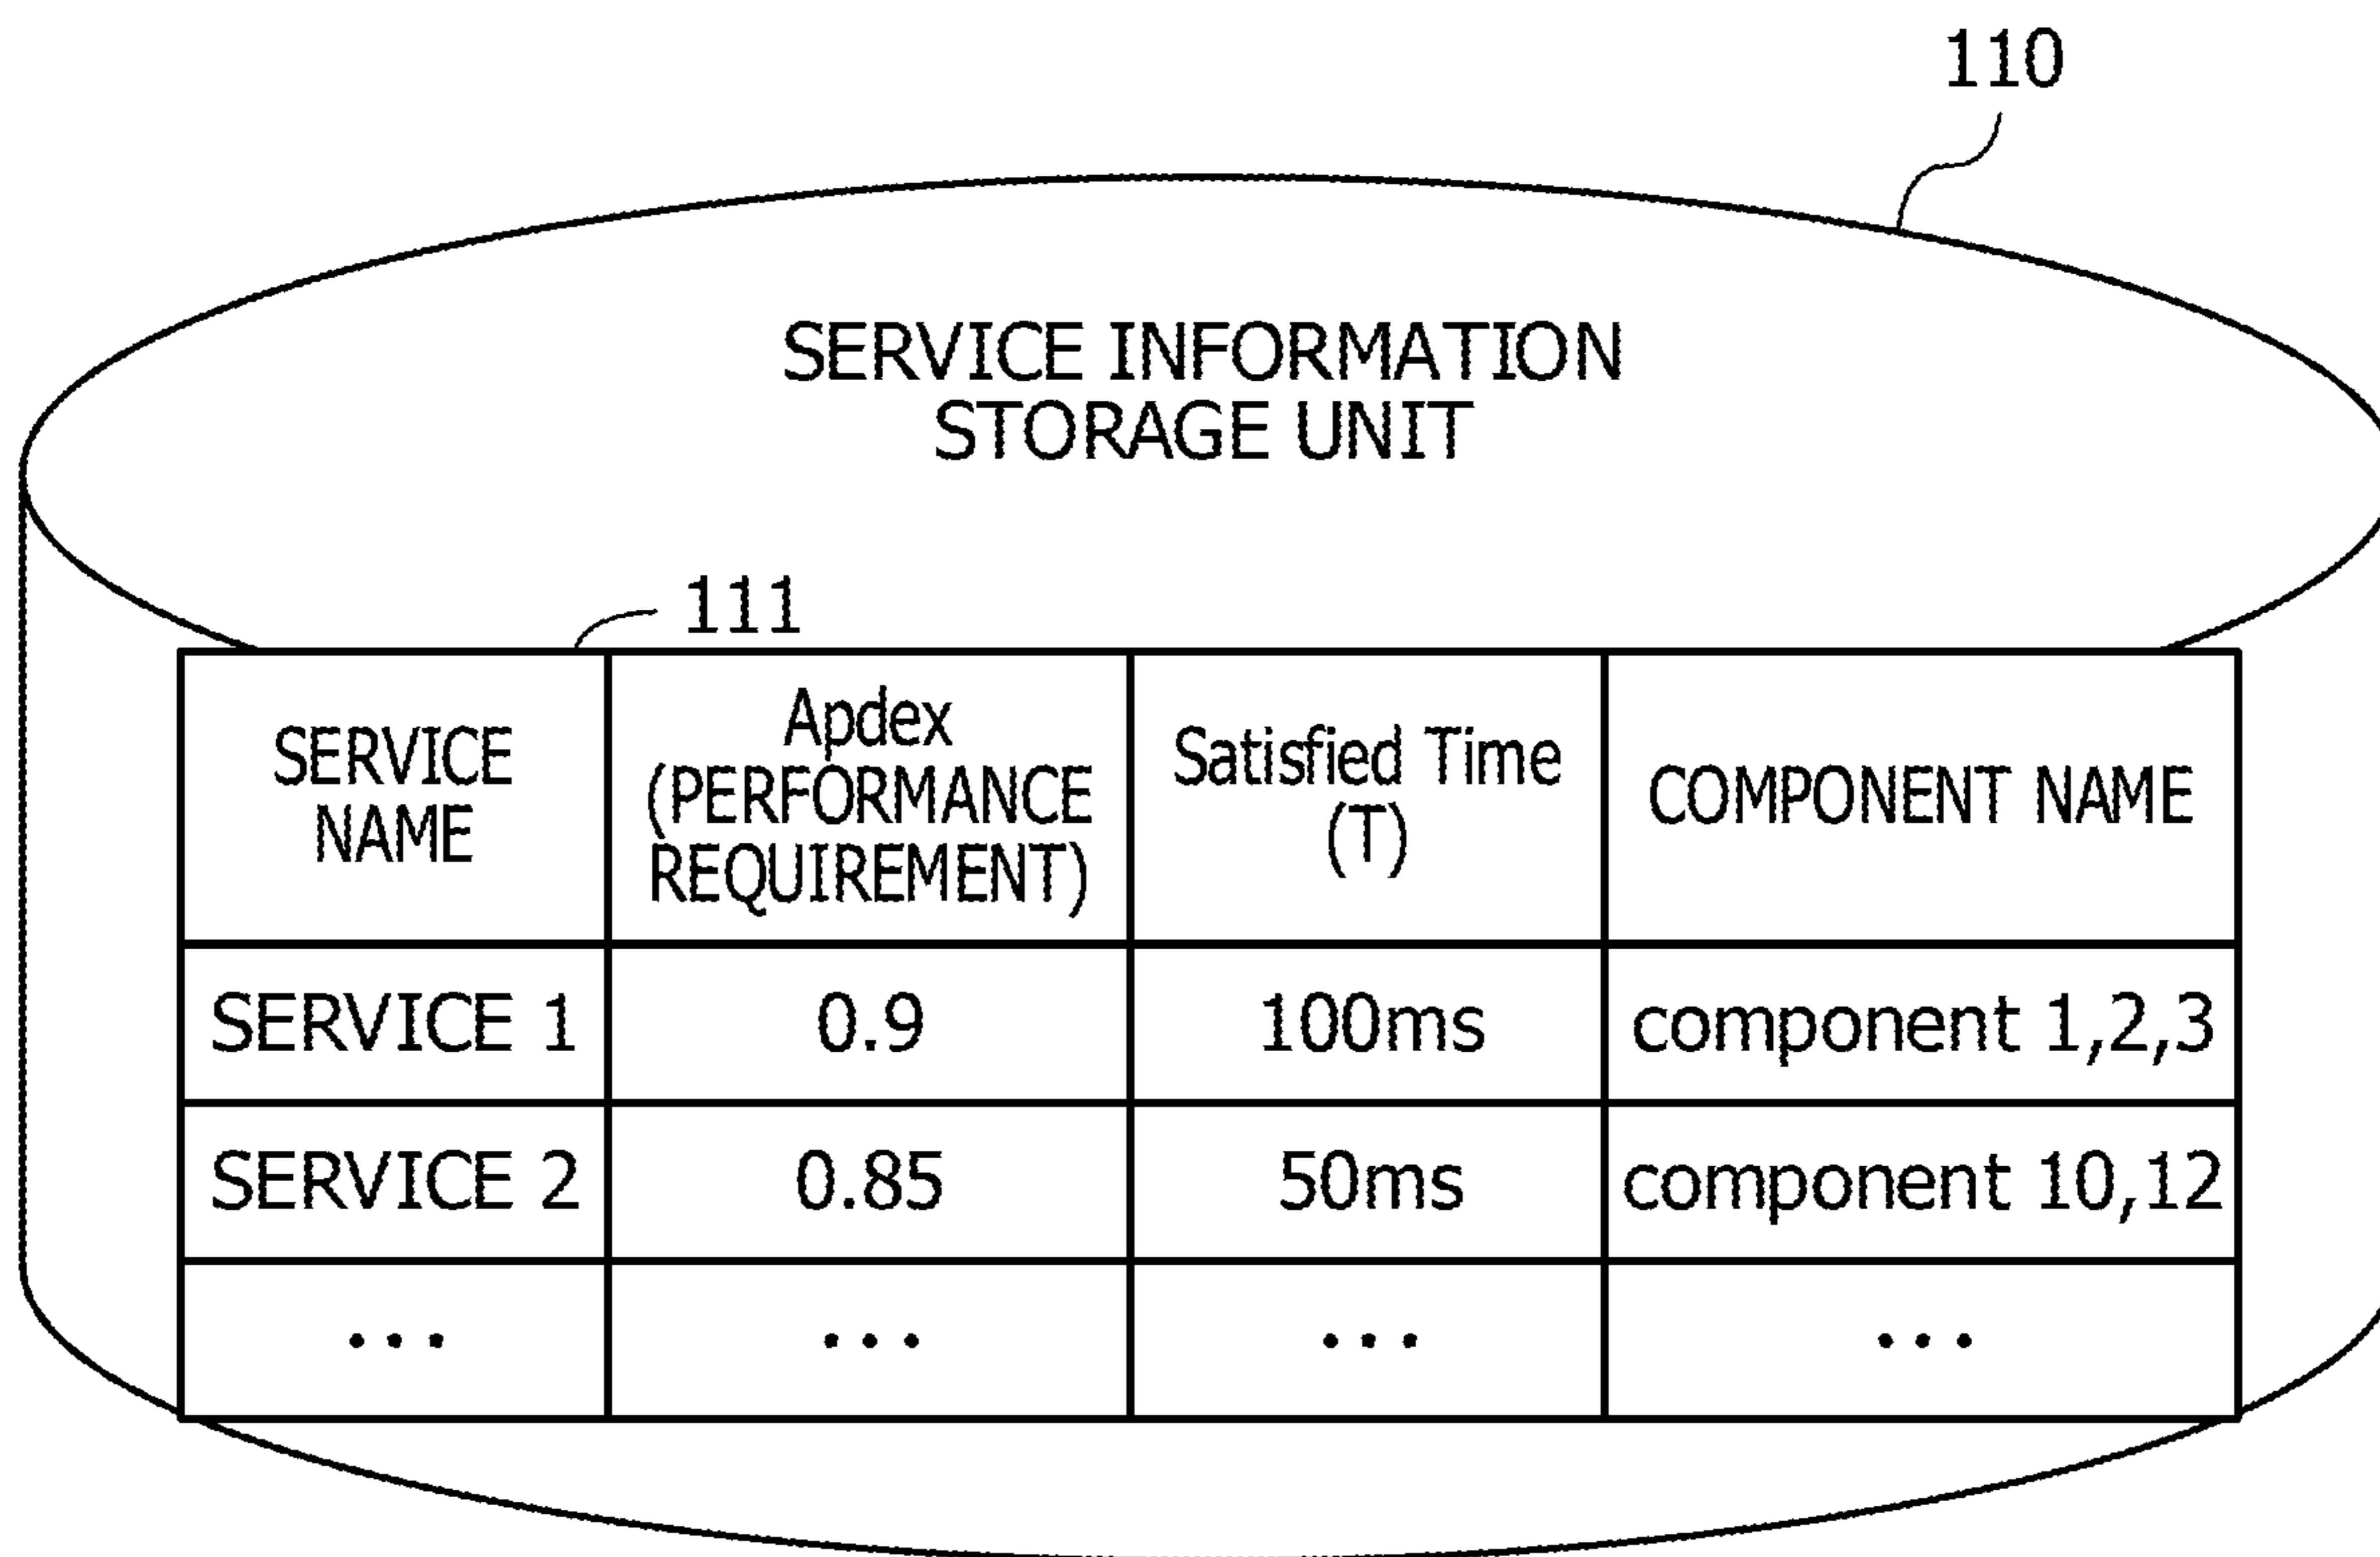 110
SERVICE INFORMATION
STORAGE UNIT
111
SERVICE
NAME
Apdex
(PERFORMANCE
REQUIREMENT)
Satisfied Time
(T)
COMPONENT NAME
SERVICE 1
0.9
100ms
component 1,2,3
SERVICE 2
0.85
50ms
component 10,12
...
...
...
...